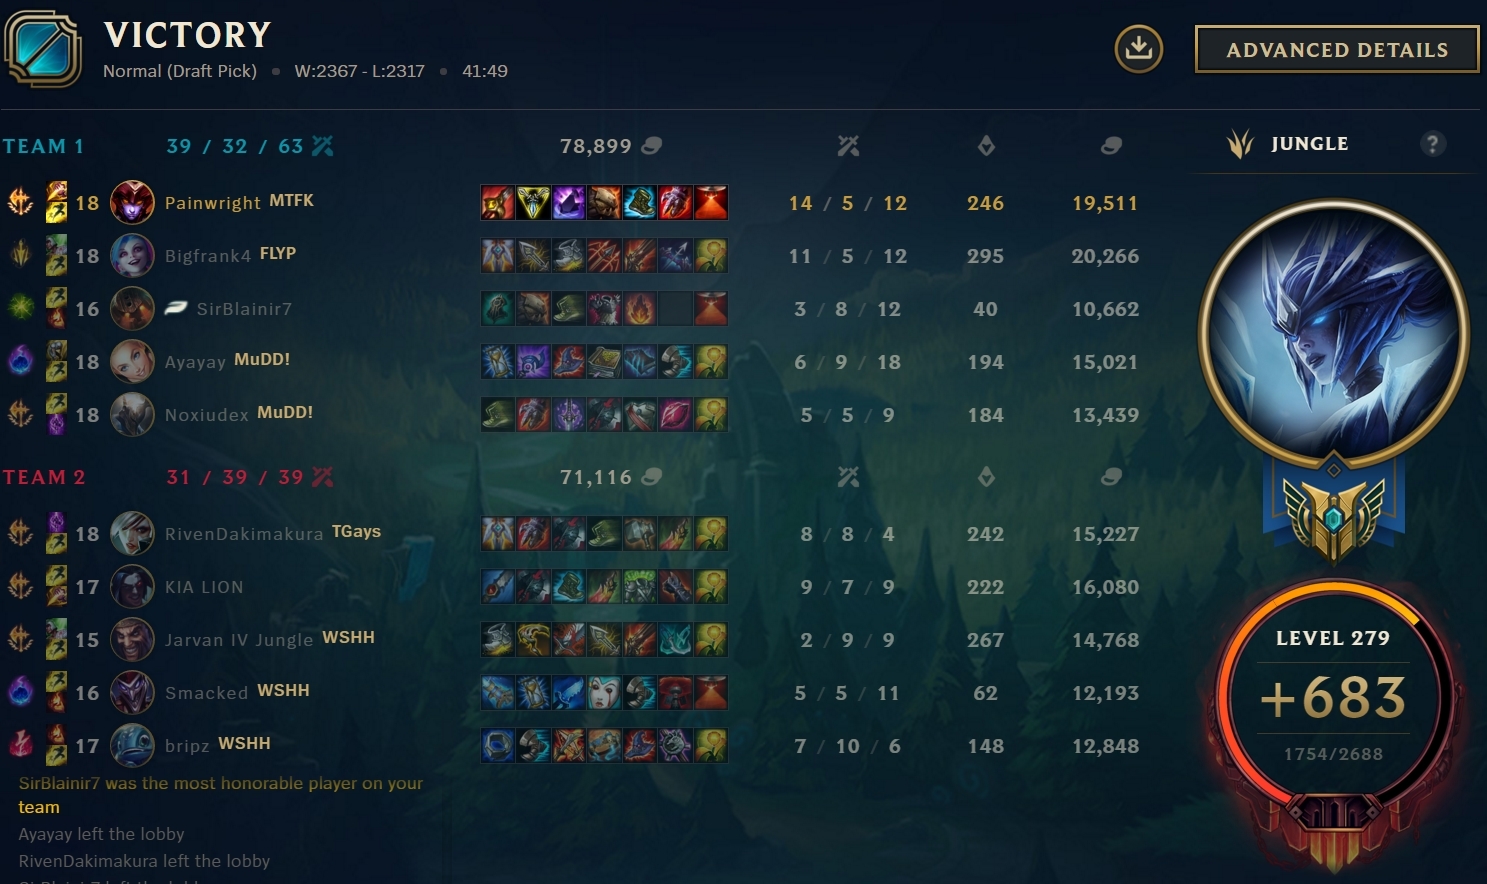 VICTORY
Normal (Draft Pick) • W:2367 - L:2317 • 41:49
ADVANCED DETAILS
TEAM 1 39 / 32 / 63 78,899
JUNGLE ?
18 Painwright MTFK 14 / 5 / 12 246 19,511
18 Bigfrank4 FLYP 11 / 5 / 12 295 20,266
16 SirBlainir7 3 / 8 / 12 40 10,662
18 Ayayay MuDD! 6 / 9 / 18 194 15,021
18 Noxiudex MuDD! 5 / 5 / 9 184 13,439
TEAM 2 31 / 39 / 39 71,116
18 RivenDakimakura TGays 8 / 8 / 4 242 15,227
17 KIA LION 9 / 7 / 9 222 16,080
15 Jarvan IV Jungle WSHH 2 / 9 / 9 267 14,768
16 Smacked WSHH 5 / 5 / 11 62 12,193
17 bripz WSHH 7 / 10 / 6 148 12,848
LEVEL 279
+683
1754/2688
SirBlainir7 was the most honorable player on your
team
Ayayay left the lobby
RivenDakimakura left the lobby